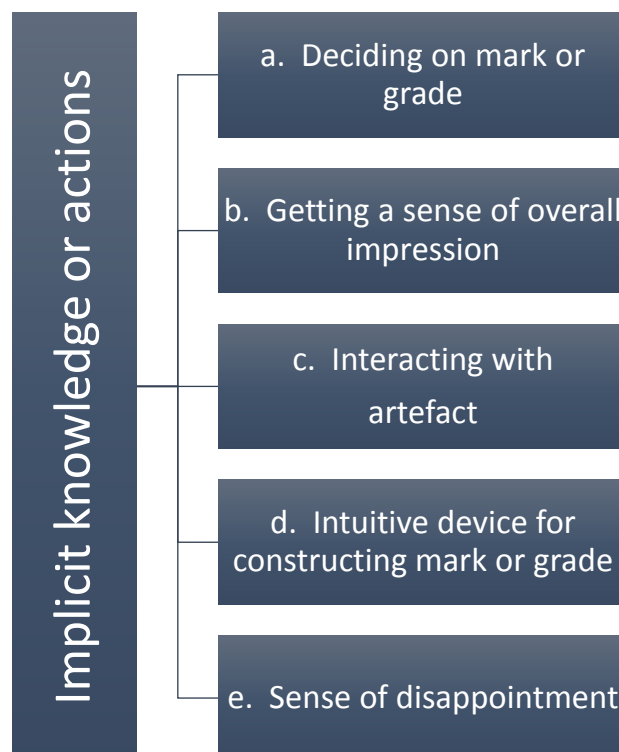 Implicit knowledge or actions
a. Deciding on mark or
grade
b. Getting a sense of overall
impression
c. Interacting with
artefact
d. Intuitive device for
constructing mark or grade
e. Sense of disappointment